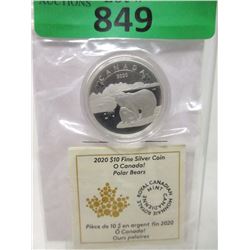 AUCTIONS
849
CANADA
2020
2020 $10 Fine Silver Coin
O Canada!
Polar Bears
Pièce de 10 $ en argent fin 2020
Ô Canada!
Ours polaires
ROYAL CANADIAN MINT
MONNAIE ROYALE CANADIENNE